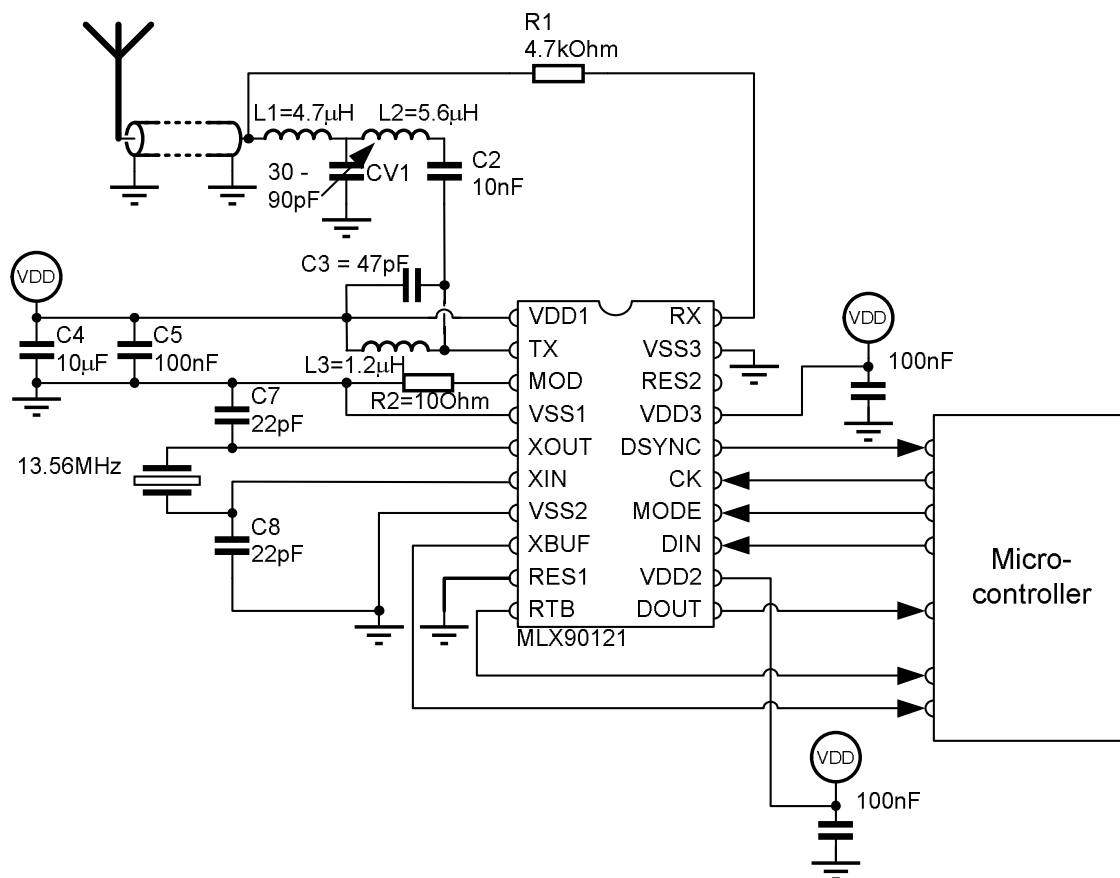 R1
4.7kOhm
L1=4.7µH
L2=5.6µH
30 -
90pF
CV1
C2
10nF
VDD
C3 = 47pF
C4
10µF
C5
100nF
L3=1.2µH
R2=10Ohm
C7
22pF
13.56MHz
C8
22pF
VDD1
TX
MOD
VSS1
XOUT
XIN
VSS2
XBUF
RES1
RTB
RX
VSS3
RES2
VDD3
DSYNC
CK
MODE
DIN
VDD2
DOUT
MLX90121
VDD
100nF
Micro-
controller
VDD
100nF